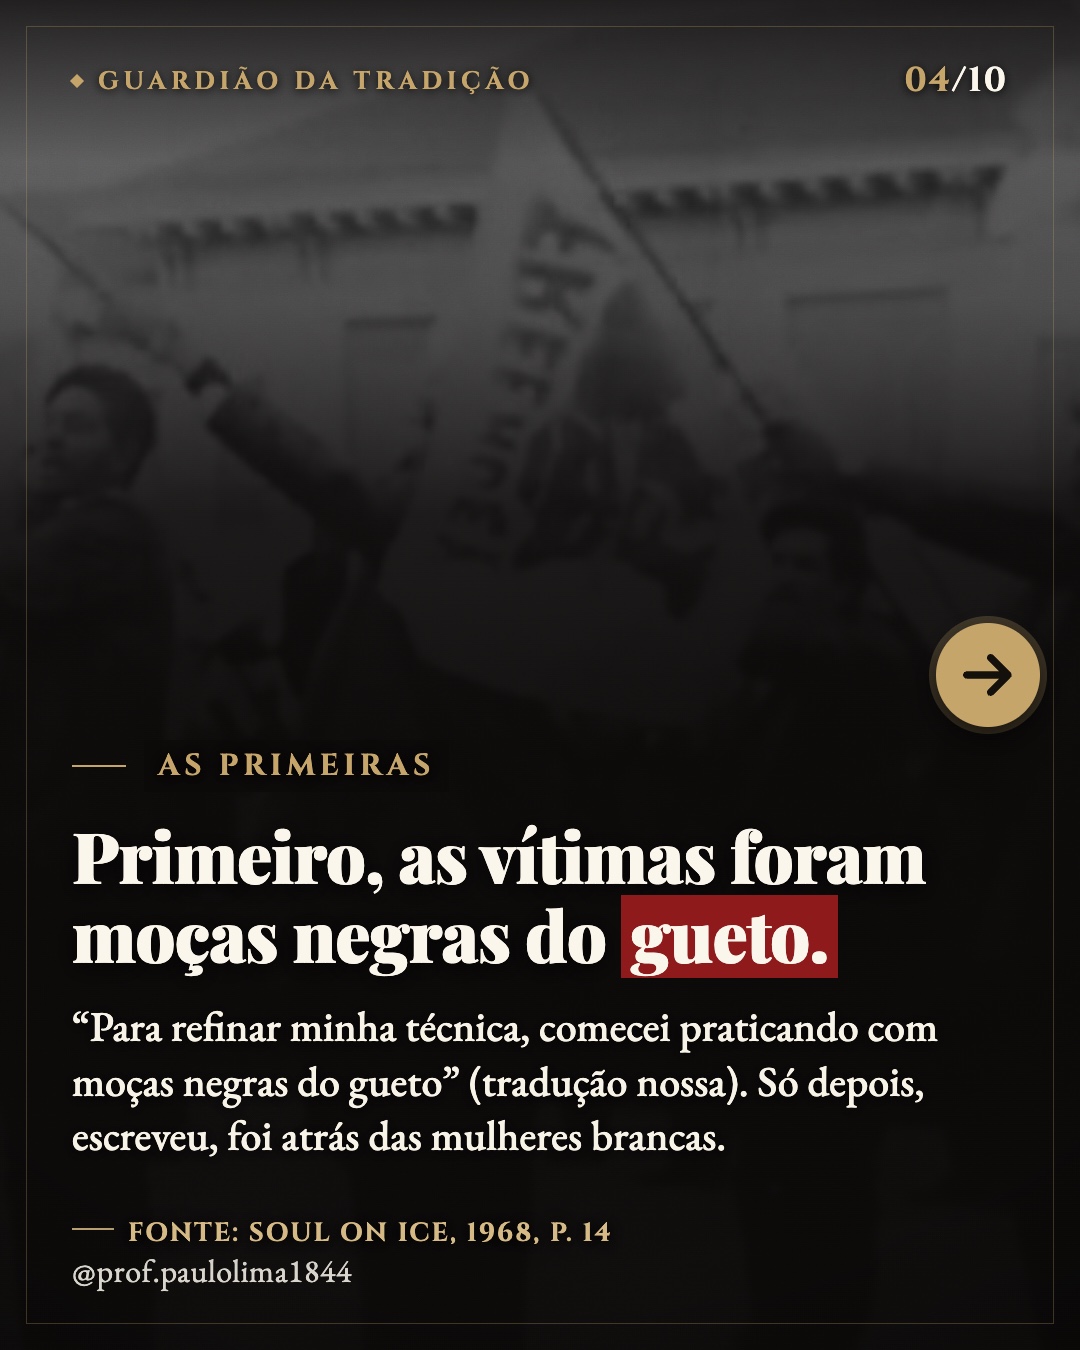 GUARDIÃO DA TRADIÇÃO
04/10
AS PRIMEIRAS
Primeiro, as vítimas foram
moças negras do gueto.
“Para refinar minha técnica, comecei praticando com
moças negras do gueto” (tradução nossa). Só depois,
escreveu, foi atrás das mulheres brancas.
FONTE: SOUL ON ICE, 1968, P. 14
@prof.paulolima1844